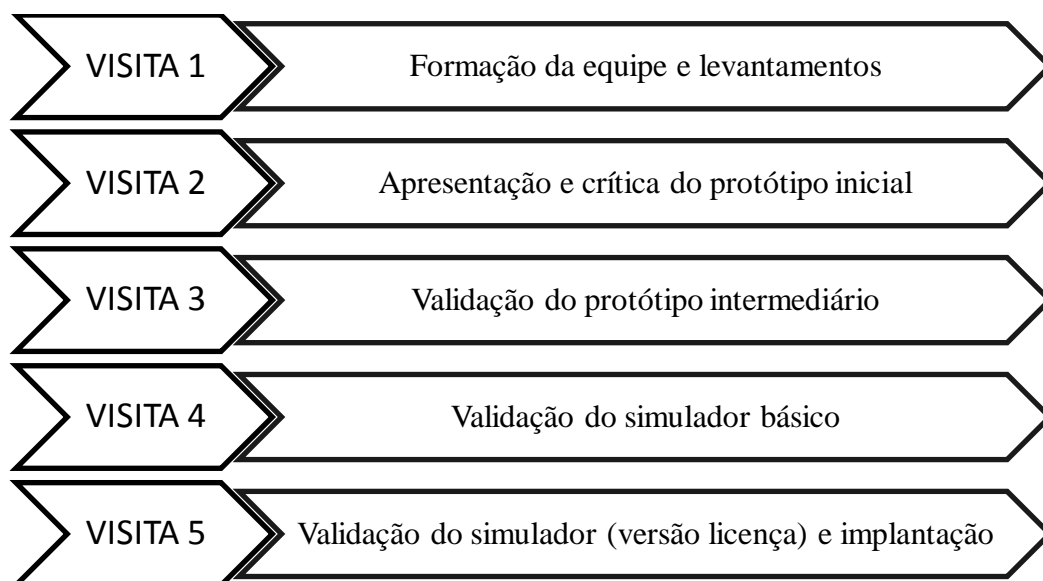 VISITA 1
Formação da equipe e levantamentos
VISITA 2
Apresentação e crítica do protótipo inicial
VISITA 3
Validação do protótipo intermediário
VISITA 4
Validação do simulador básico
VISITA 5
Validação do simulador (versão licença) e implantação